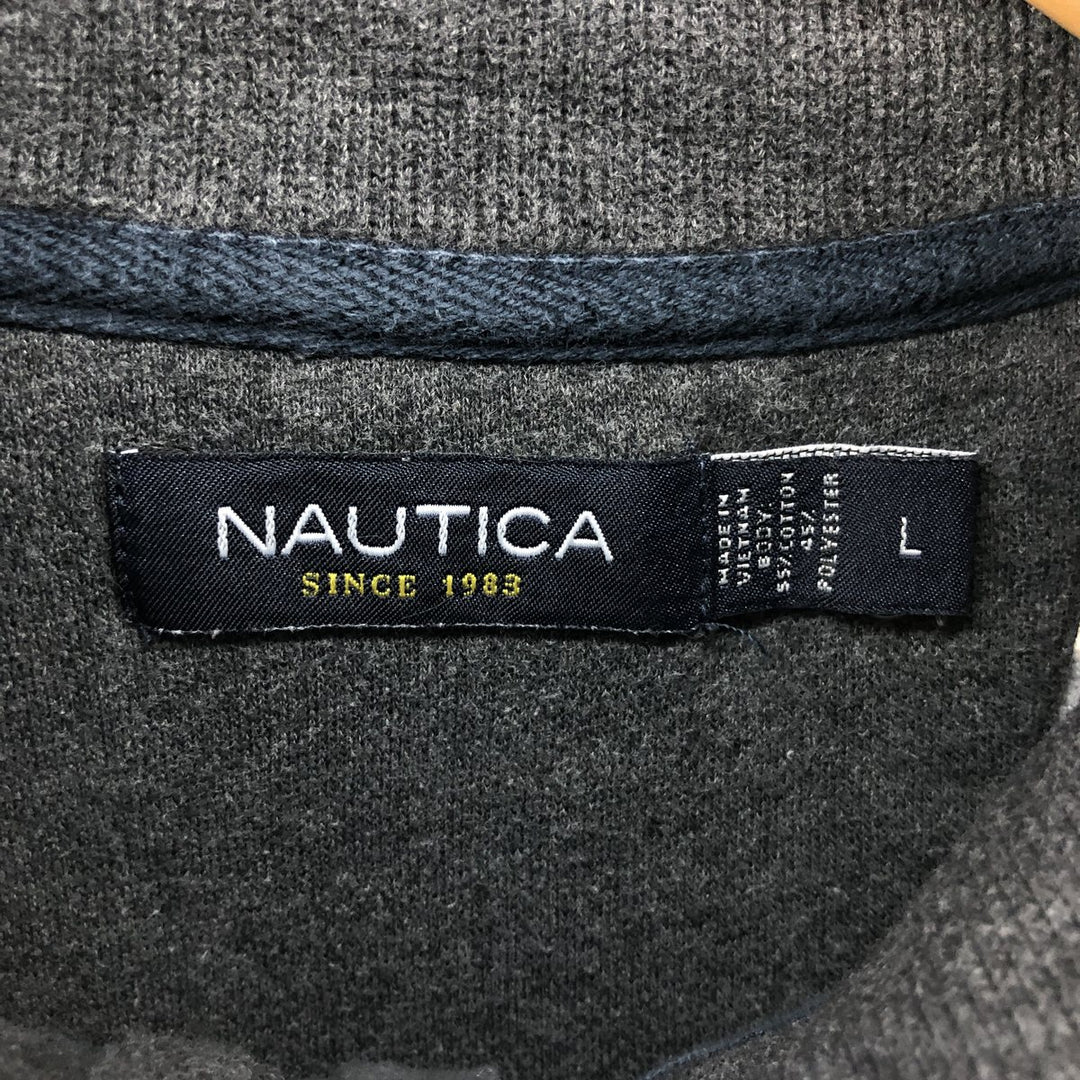 NAUTICA
SINCE 1983
MADE IN
VIETNAM
BODY
55/COTTON
45/
POLYESTER
L